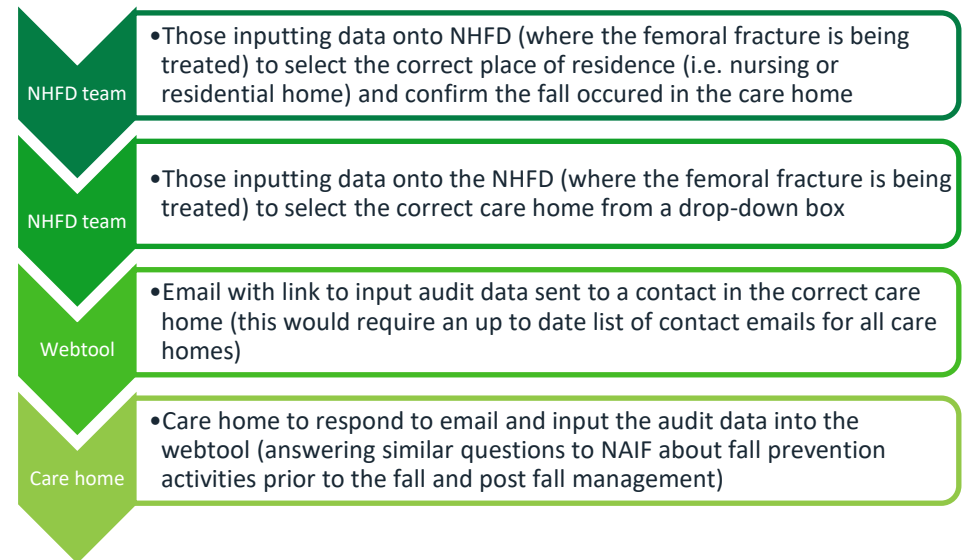 NHFD team
•Those inputting data onto NHFD (where the femoral fracture is being
treated) to select the correct place of residence (i.e. nursing or
residential home) and confirm the fall occured in the care home
NHFD team
•Those inputting data onto the NHFD (where the femoral fracture is being
treated) to select the correct care home from a drop-down box
Webtool
•Email with link to input audit data sent to a contact in the correct care
home (this would require an up to date list of contact emails for all care
homes)
Care home
•Care home to respond to email and input the audit data into the
webtool (answering similar questions to NAIF about fall prevention
activities prior to the fall and post fall management)